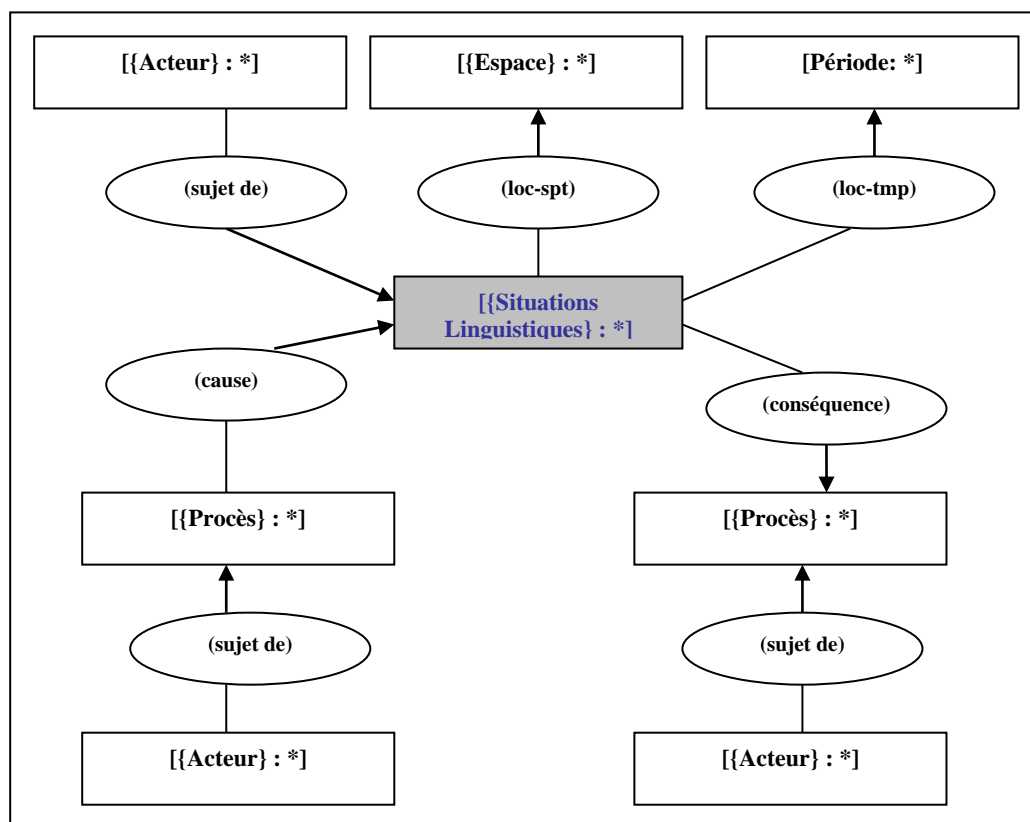 [{Acteur} : *]
[{Espace} : *]
[Période: *]
(sujet de)
(loc-spt)
(loc-tmp)
[{Situations
Linguistiques} : *]
(cause)
(conséquence)
[{Procès} : *]
[{Procès} : *]
(sujet de)
(sujet de)
[{Acteur} : *]
[{Acteur} : *]